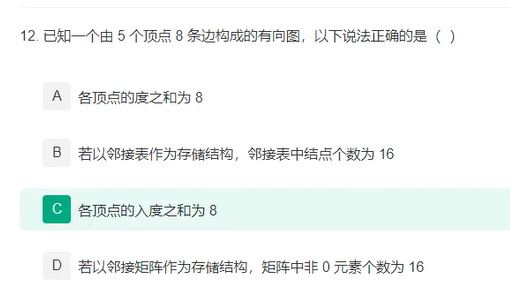 12. 已知一个由 5 个顶点 8 条边构成的有向图，以下说法正确的是（ ）
A 各顶点的度之和为 8
B 若以邻接表作为存储结构，邻接表中结点个数为 16
C 各顶点的入度之和为 8
D 若以邻接矩阵作为存储结构，矩阵中非 0 元素个数为 16